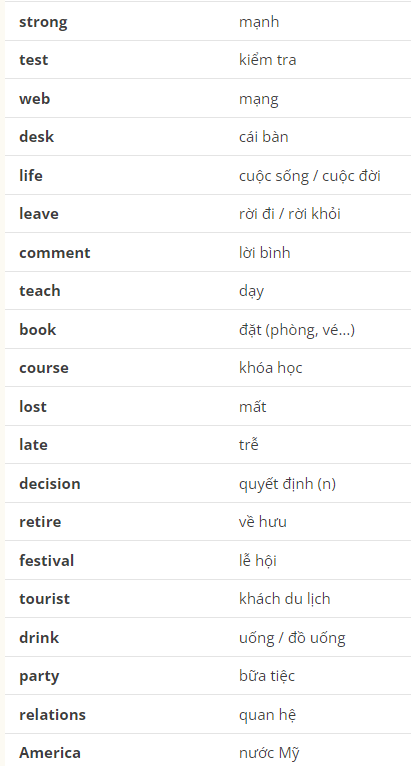 strong mạnh
test kiểm tra
web mạng
desk cái bàn
life cuộc sống / cuộc đời
leave rời đi / rời khỏi
comment lời bình
teach dạy
book đặt (phòng, vé...)
course khóa học
lost mất
late trễ
decision quyết định (n)
retire về hưu
festival lễ hội
tourist khách du lịch
drink uống / đồ uống
party bữa tiệc
relations quan hệ
America nước Mỹ